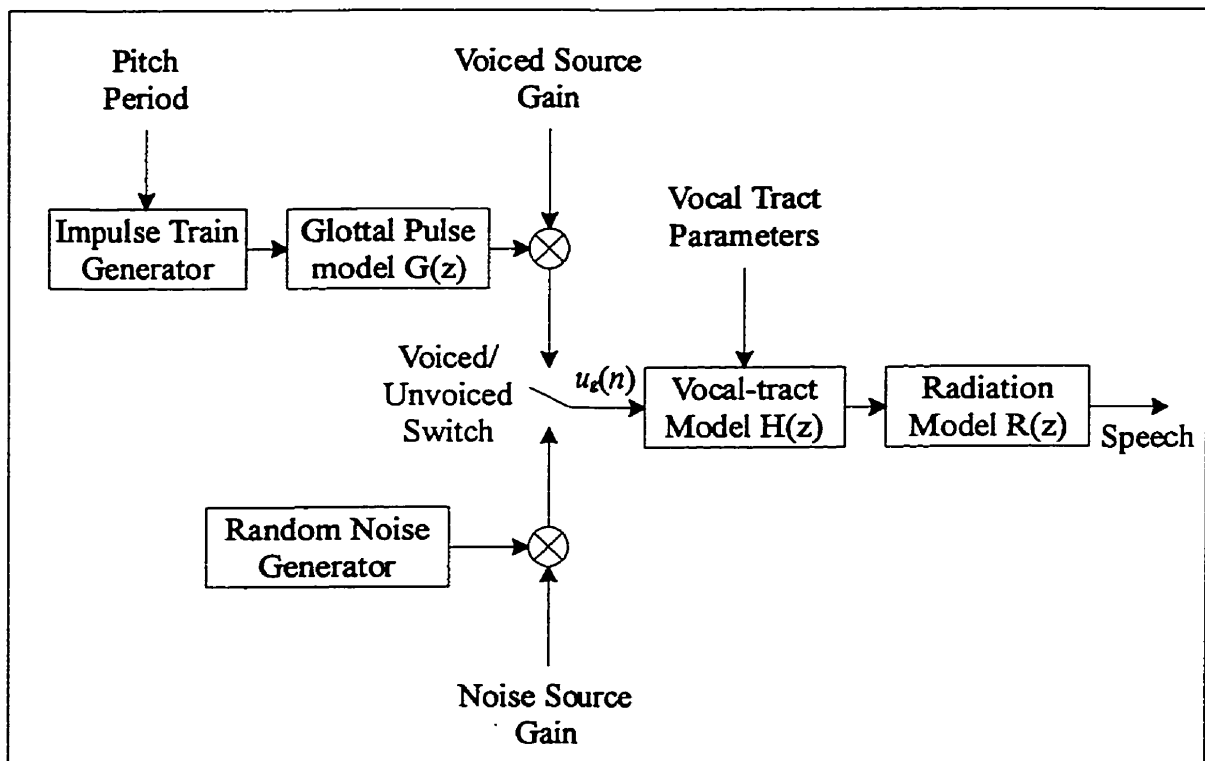 Pitch
Period
Voiced Source
Gain
Impulse Train
Generator
Glottal Pulse
model G(z)
Vocal Tract
Parameters
Voiced/
Unvoiced
Switch
u_g(n)
Vocal-tract
Model H(z)
Radiation
Model R(z)
Speech
Random Noise
Generator
Noise Source
Gain